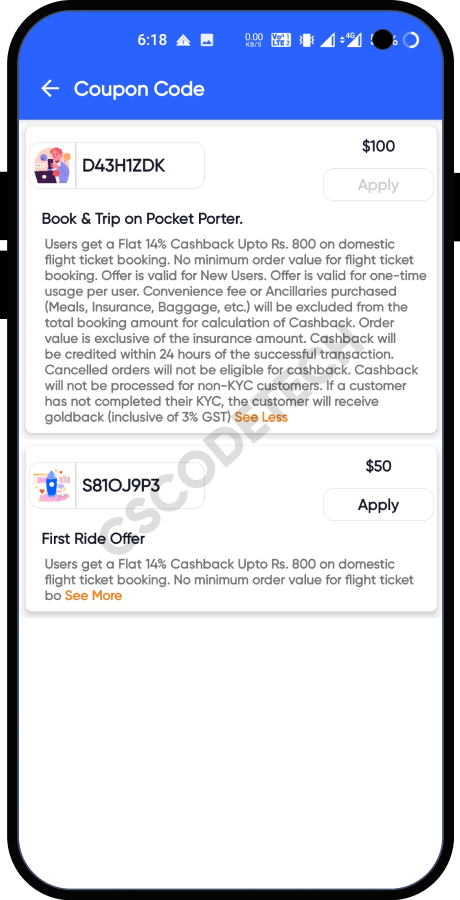 6:18 0.00 KB/S Vo1 LTE 2 4G %
Coupon Code
D43H1ZDK
$100
Apply
Book & Trip on Pocket Porter.
Users get a Flat 14% Cashback Upto Rs. 800 on domestic
flight ticket booking. No minimum order value for flight ticket
booking. Offer is valid for New Users. Offer is valid for one-time
usage per user. Convenience fee or Ancillaries purchased
(Meals, Insurance, Baggage, etc.) will be excluded from the
total booking amount for calculation of Cashback. Order
value is exclusive of the insurance amount. Cashback will
be credited within 24 hours of the successful transaction.
Cancelled orders will not be eligible for cashback. Cashback
will not be processed for non-KYC customers. If a customer
has not completed their KYC, the customer will receive
goldback (inclusive of 3% GST) See Less
S81OJ9P3
$50
Apply
First Ride Offer
Users get a Flat 14% Cashback Upto Rs. 800 on domestic
flight ticket booking. No minimum order value for flight ticket
bo See More
CSCODETECH